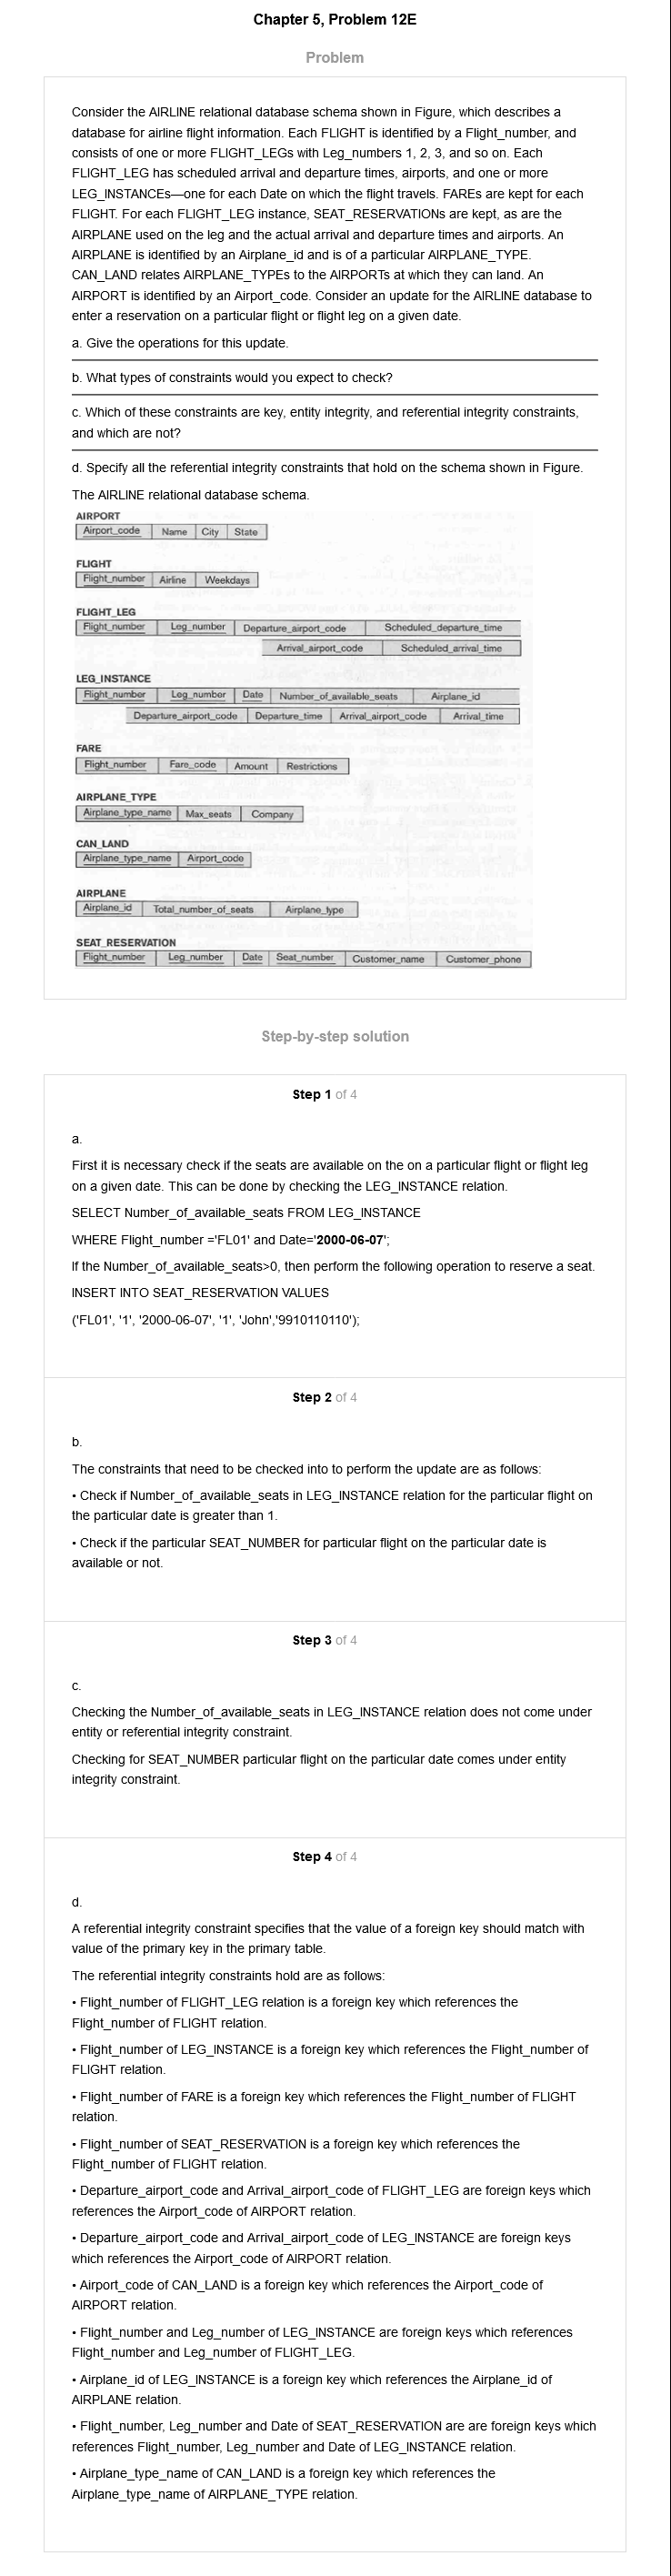 Chapter 5, Problem 12E
Problem
Consider the AIRLINE relational database schema shown in Figure, which describes a
database for airline flight information. Each FLIGHT is identified by a Flight_number, and
consists of one or more FLIGHT_LEGs with Leg_numbers 1, 2, 3, and so on. Each
FLIGHT_LEG has scheduled arrival and departure times, airports, and one or more
LEG_INSTANCEs—one for each Date on which the flight travels. FAREs are kept for each
FLIGHT. For each FLIGHT_LEG instance, SEAT_RESERVATIONs are kept, as are the
AIRPLANE used on the leg and the actual arrival and departure times and airports. An
AIRPLANE is identified by an Airplane_id and is of a particular AIRPLANE_TYPE.
CAN_LAND relates AIRPLANE_TYPEs to the AIRPORTs at which they can land. An
AIRPORT is identified by an Airport_code. Consider an update for the AIRLINE database to
enter a reservation on a particular flight or flight leg on a given date.
a. Give the operations for this update.
b. What types of constraints would you expect to check?
c. Which of these constraints are key, entity integrity, and referential integrity constraints,
and which are not?
d. Specify all the referential integrity constraints that hold on the schema shown in Figure.
The AIRLINE relational database schema.
AIRPORT
Airport_code Name City State
FLIGHT
Flight_number Airline Weekdays
FLIGHT_LEG
Flight_number Leg_number Departure_airport_code Scheduled_departure_time
Arrival_airport_code Scheduled_arrival_time
LEG_INSTANCE
Flight_number Leg_number Date Number_of_available_seats Airplane_id
Departure_airport_code Departure_time Arrival_airport_code Arrival_time
FARE
Flight_number Fare_code Amount Restrictions
AIRPLANE_TYPE
Airplane_type_name Max_seats Company
CAN_LAND
Airplane_type_name Airport_code
AIRPLANE
Airplane_id Total_number_of_seats Airplane_type
SEAT_RESERVATION
Flight_number Leg_number Date Seat_number Customer_name Customer_phone
Step-by-step solution
Step 1 of 4
a.
First it is necessary check if the seats are available on the on a particular flight or flight leg
on a given date. This can be done by checking the LEG_INSTANCE relation.
SELECT Number_of_available_seats FROM LEG_INSTANCE
WHERE Flight_number ='FL01' and Date='2000-06-07';
If the Number_of_available_seats>0, then perform the following operation to reserve a seat.
INSERT INTO SEAT_RESERVATION VALUES
('FL01', '1', '2000-06-07', '1', 'John','9910110110');
Step 2 of 4
b.
The constraints that need to be checked into to perform the update are as follows:
• Check if Number_of_available_seats in LEG_INSTANCE relation for the particular flight on
the particular date is greater than 1.
• Check if the particular SEAT_NUMBER for particular flight on the particular date is
available or not.
Step 3 of 4
c.
Checking the Number_of_available_seats in LEG_INSTANCE relation does not come under
entity or referential integrity constraint.
Checking for SEAT_NUMBER particular flight on the particular date comes under entity
integrity constraint.
Step 4 of 4
d.
A referential integrity constraint specifies that the value of a foreign key should match with
value of the primary key in the primary table.
The referential integrity constraints hold are as follows:
• Flight_number of FLIGHT_LEG relation is a foreign key which references the
Flight_number of FLIGHT relation.
• Flight_number of LEG_INSTANCE is a foreign key which references the Flight_number of
FLIGHT relation.
• Flight_number of FARE is a foreign key which references the Flight_number of FLIGHT
relation.
• Flight_number of SEAT_RESERVATION is a foreign key which references the
Flight_number of FLIGHT relation.
• Departure_airport_code and Arrival_airport_code of FLIGHT_LEG are foreign keys which
references the Airport_code of AIRPORT relation.
• Departure_airport_code and Arrival_airport_code of LEG_INSTANCE are foreign keys
which references the Airport_code of AIRPORT relation.
• Airport_code of CAN_LAND is a foreign key which references the Airport_code of
AIRPORT relation.
• Flight_number and Leg_number of LEG_INSTANCE are foreign keys which references
Flight_number and Leg_number of FLIGHT_LEG.
• Airplane_id of LEG_INSTANCE is a foreign key which references the Airplane_id of
AIRPLANE relation.
• Flight_number, Leg_number and Date of SEAT_RESERVATION are are foreign keys which
references Flight_number, Leg_number and Date of LEG_INSTANCE relation.
• Airplane_type_name of CAN_LAND is a foreign key which references the
Airplane_type_name of AIRPLANE_TYPE relation.